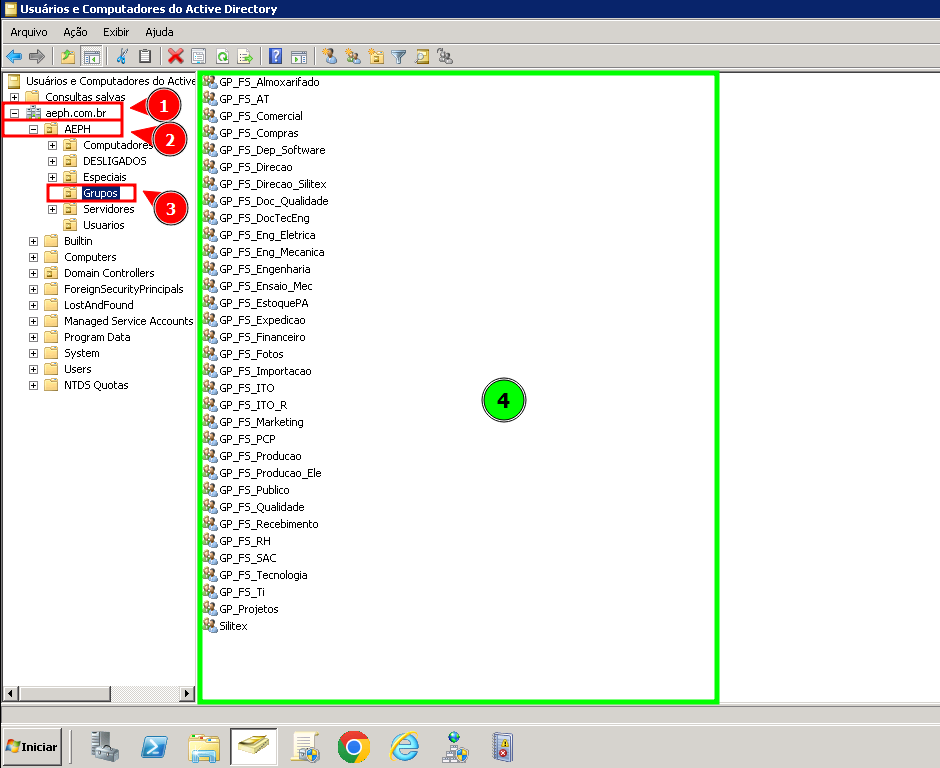 Usuários e Computadores do Active Directory
Arquivo Ação Exibir Ajuda
Usuários e Computadores do Active
Consultas salvas
aeph.com.br
1
AEPH
2
Computadores
DESLIGADOS
Especiais
Grupos
3
Servidores
Usuarios
Builtin
Computers
Domain Controllers
ForeignSecurityPrincipals
LostAndFound
Managed Service Accounts
Program Data
System
Users
NTDS Quotas
GP_FS_Almoxarifado
GP_FS_AT
GP_FS_Comercial
GP_FS_Compras
GP_FS_Dep_Software
GP_FS_Direcao
GP_FS_Direcao_Silitex
GP_FS_Doc_Qualidade
GP_FS_DocTecEng
GP_FS_Eng_Eletrica
GP_FS_Eng_Mecanica
GP_FS_Engenharia
GP_FS_Ensaio_Mec
GP_FS_EstoquePA
GP_FS_Expedicao
GP_FS_Financeiro
GP_FS_Fotos
GP_FS_Importacao
GP_FS_ITO
GP_FS_ITO_R
GP_FS_Marketing
GP_FS_PCP
GP_FS_Producao
GP_FS_Producao_Ele
GP_FS_Publico
GP_FS_Qualidade
GP_FS_Recebimento
GP_FS_RH
GP_FS_SAC
GP_FS_Tecnologia
GP_FS_Ti
GP_Projetos
Silitex
4
Iniciar